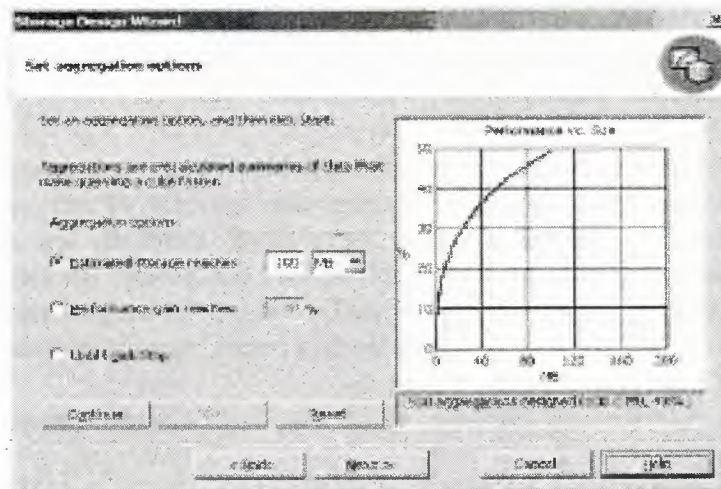 Storage Design Wizard
Set aggregation options
Set an aggregation option, and then click Start.
Aggregations are precalculated summaries of data that
make querying a cube faster.
Aggregation options
Estimated storage reaches 100 MB
Performance gain reaches %
Until I click Stop
Continue
Reset
Performance vs. Size
50
40
30
20
10
0
%
0 40 80 120 160 200
MB
aggregations designed
Next >
Cancel
Help